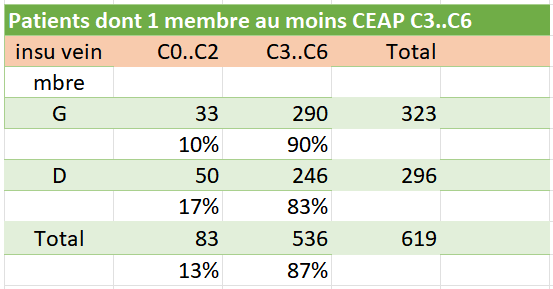 Patients dont 1 membre au moins CEAP C3..C6
insu vein C0..C2 C3..C6 Total
mbre
G 33 290 323
10% 90%
D 50 246 296
17% 83%
Total 83 536 619
13% 87%